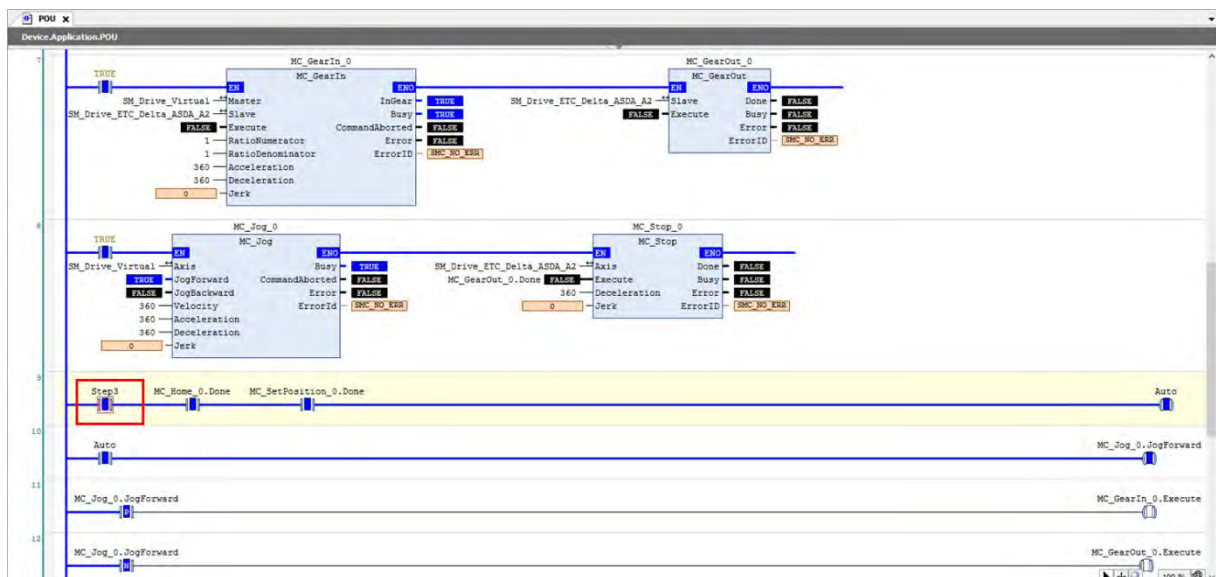 POU x
Device.Application.POU
7
TRUE
MC_GearIn_0
MC_GearIn
EN ENO
SM_Drive_Virtual Master InGear TRUE
SM_Drive_ETC_Delta_ASDA_A2 Slave Busy TRUE
FALSE Execute CommandAborted FALSE
1 RatioNumerator Error FALSE
1 RatioDenominator ErrorID SMC_NO_ERR
360 Acceleration
360 Deceleration
0 Jerk
MC_GearOut_0
MC_GearOut
EN ENO
SM_Drive_ETC_Delta_ASDA_A2 Slave Done FALSE
FALSE Execute Busy FALSE
Error FALSE
ErrorID SMC_NO_ERR
8
TRUE
MC_Jog_0
MC_Jog
EN ENO
SM_Drive_Virtual Axis Busy TRUE
TRUE JogForward CommandAborted FALSE
FALSE JogBackward Error FALSE
360 Velocity ErrorId SMC_NO_ERR
360 Acceleration
360 Deceleration
0 Jerk
MC_Stop_0
MC_Stop
EN ENO
SM_Drive_ETC_Delta_ASDA_A2 Axis Done FALSE
MC_GearOut_0.Done FALSE Execute Busy FALSE
360 Deceleration Error FALSE
0 Jerk ErrorID SMC_NO_ERR
9
Step3 MC_Home_0.Done MC_SetPosition_0.Done Auto
10
Auto MC_Jog_0.JogForward
11
MC_Jog_0.JogForward MC_GearIn_0.Execute
P
12
MC_Jog_0.JogForward MC_GearOut_0.Execute
N
100 %